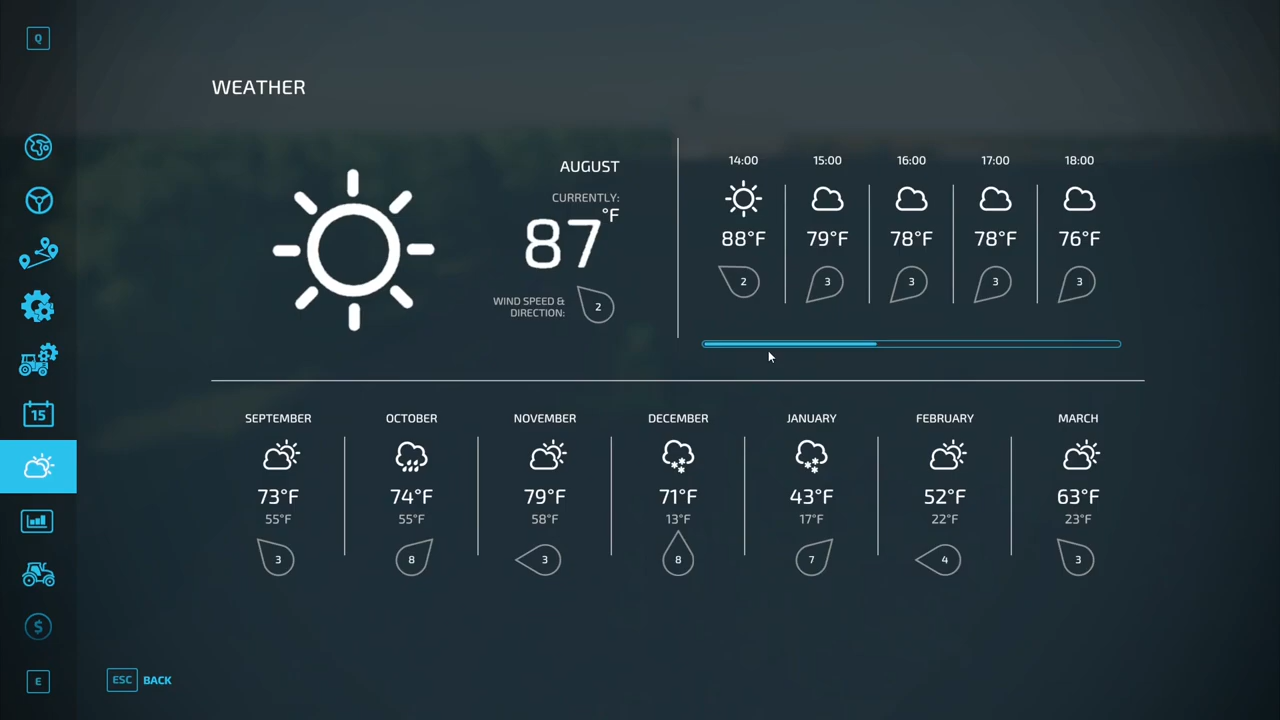 Q
WEATHER
AUGUST
CURRENTLY:
87°F
WIND SPEED &
DIRECTION:
2
14:00 15:00 16:00 17:00 18:00
88°F 79°F 78°F 78°F 76°F
2 3 3 3 3
15
SEPTEMBER OCTOBER NOVEMBER DECEMBER JANUARY FEBRUARY MARCH
73°F 74°F 79°F 71°F 43°F 52°F 63°F
55°F 55°F 58°F 13°F 17°F 22°F 23°F
3 8 3 8 7 4 3
$
E
ESC BACK